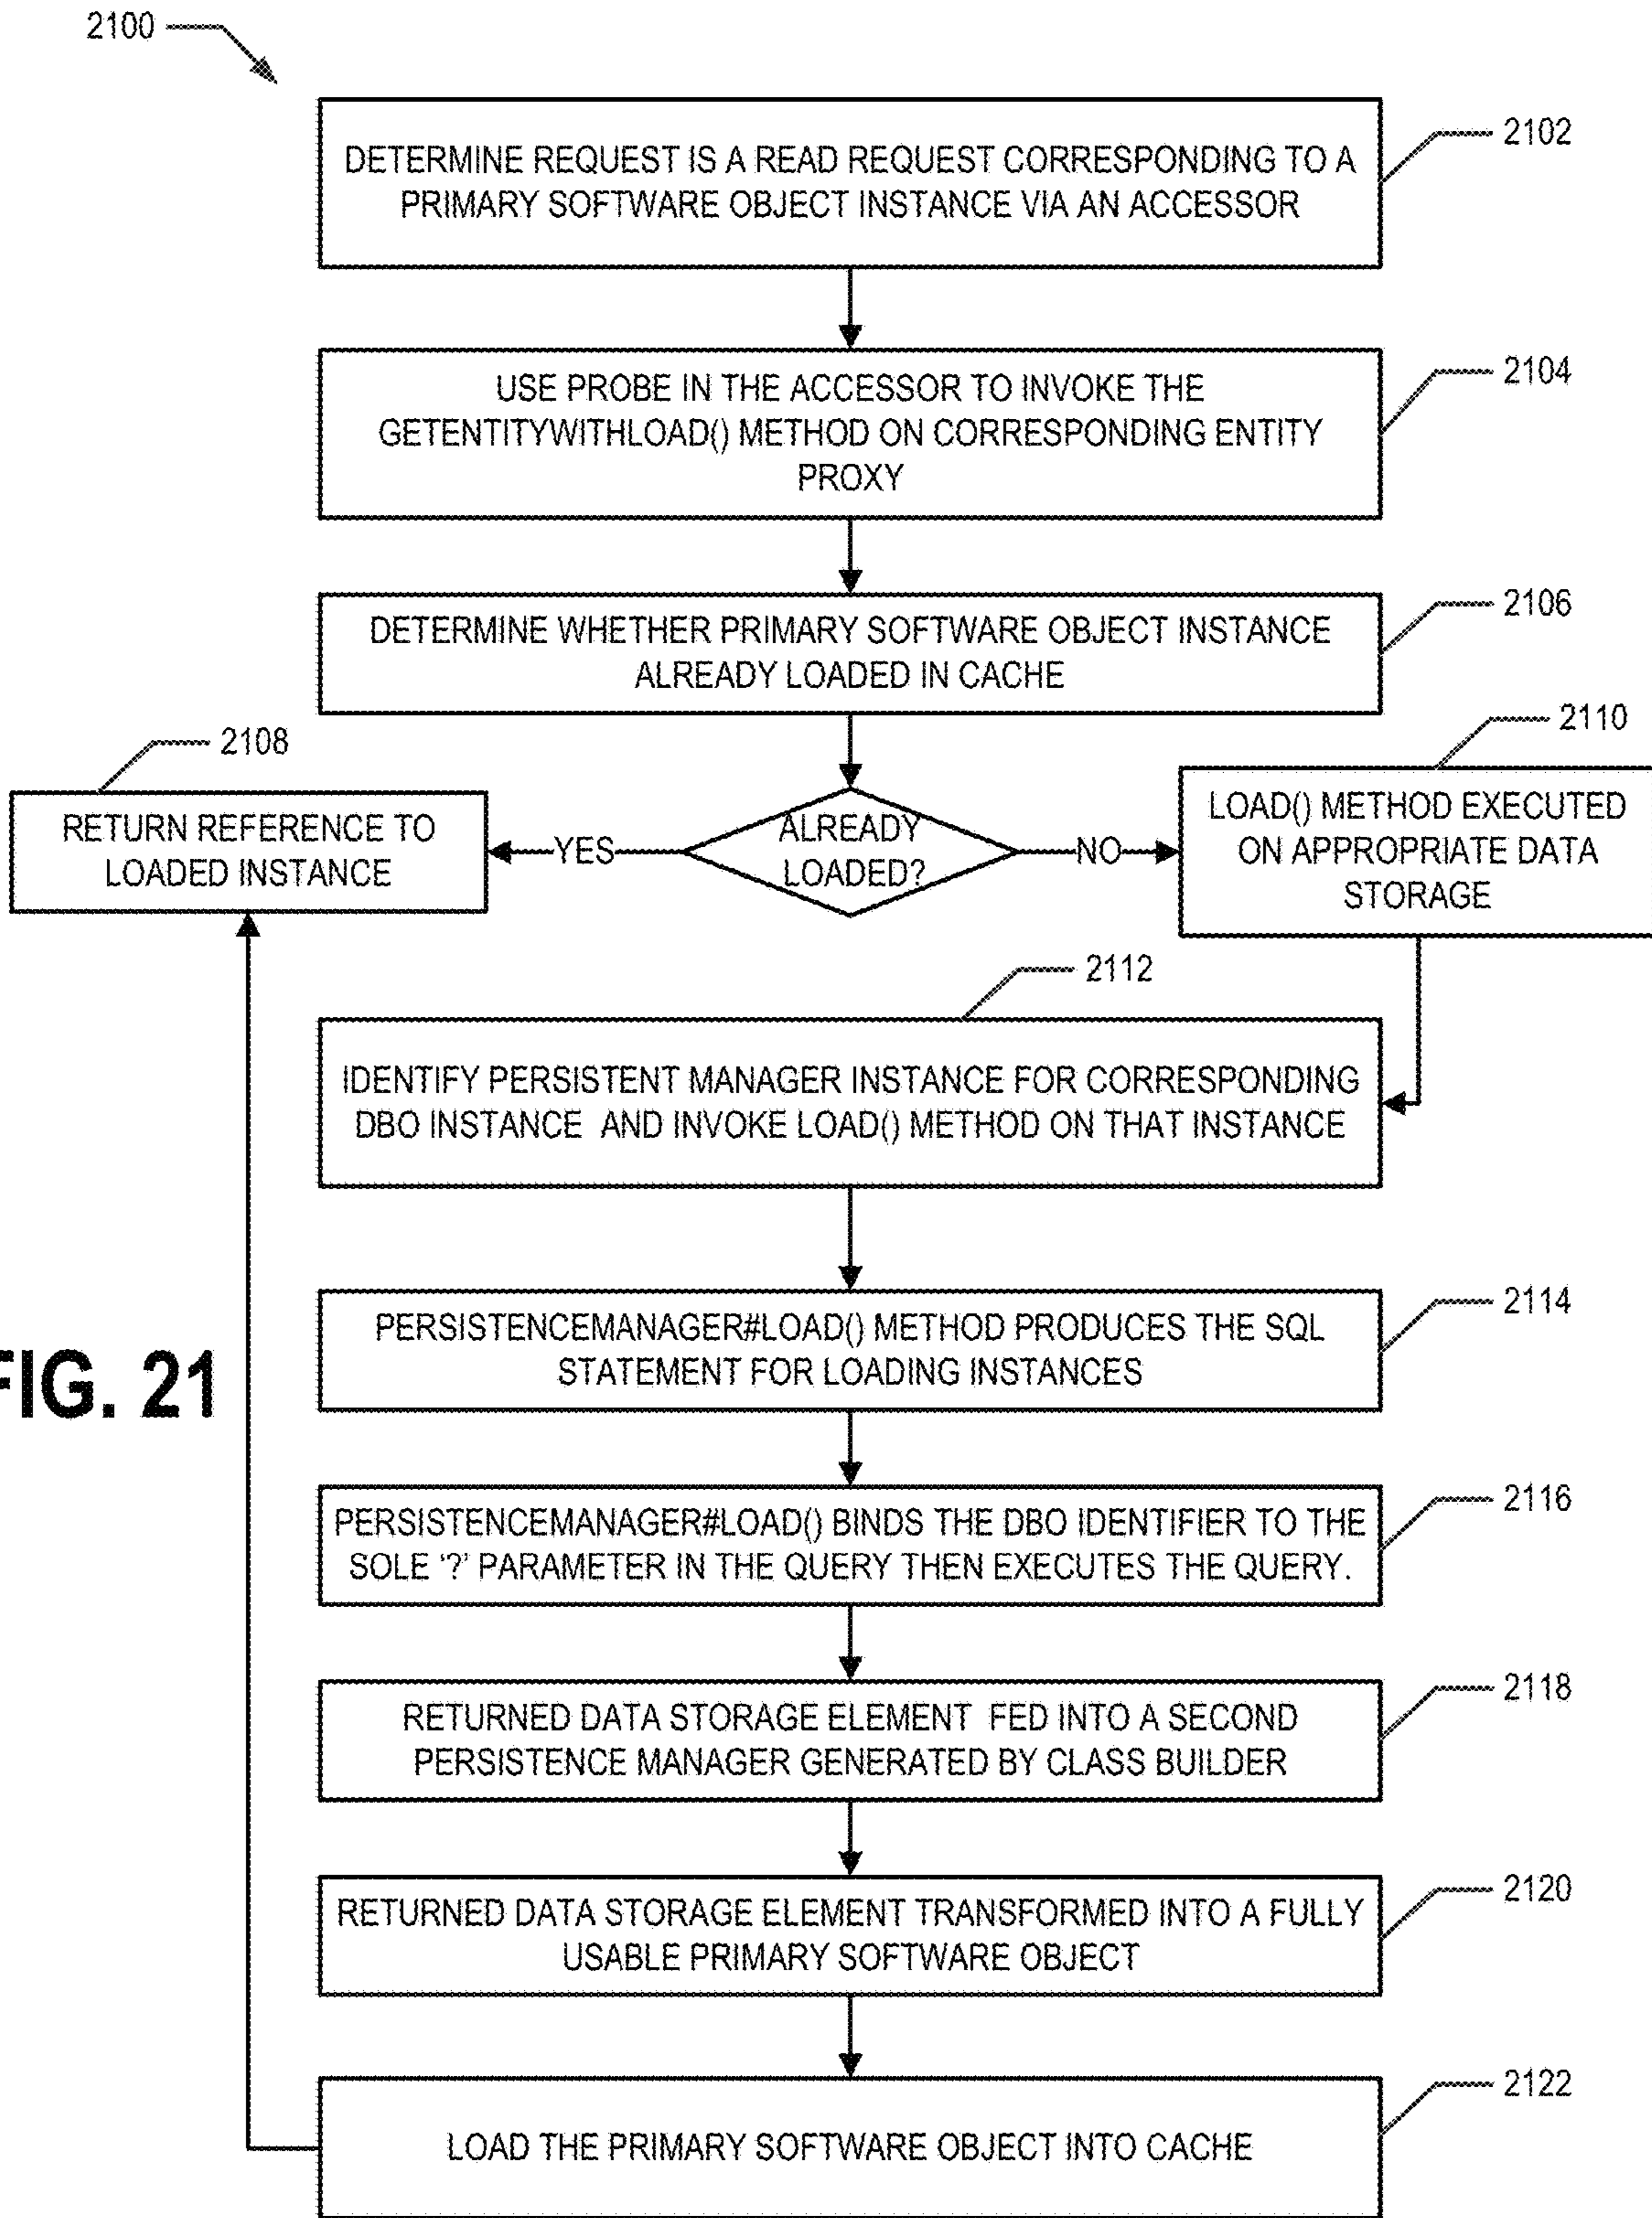 2100
DETERMINE REQUEST IS A READ REQUEST CORRESPONDING TO A
PRIMARY SOFTWARE OBJECT INSTANCE VIA AN ACCESSOR
2102
USE PROBE IN THE ACCESSOR TO INVOKE THE
GETENTITYWITHLOAD() METHOD ON CORRESPONDING ENTITY
PROXY
2104
DETERMINE WHETHER PRIMARY SOFTWARE OBJECT INSTANCE
ALREADY LOADED IN CACHE
2106
2108
RETURN REFERENCE TO
LOADED INSTANCE
YES
ALREADY
LOADED?
NO
2110
LOAD() METHOD EXECUTED
ON APPROPRIATE DATA
STORAGE
2112
IDENTIFY PERSISTENT MANAGER INSTANCE FOR CORRESPONDING
DBO INSTANCE AND INVOKE LOAD() METHOD ON THAT INSTANCE
PERSISTENCEMANAGER#LOAD() METHOD PRODUCES THE SQL
STATEMENT FOR LOADING INSTANCES
2114
FIG. 21
PERSISTENCEMANAGER#LOAD() BINDS THE DBO IDENTIFIER TO THE
SOLE '?' PARAMETER IN THE QUERY THEN EXECUTES THE QUERY.
2116
RETURNED DATA STORAGE ELEMENT FED INTO A SECOND
PERSISTENCE MANAGER GENERATED BY CLASS BUILDER
2118
RETURNED DATA STORAGE ELEMENT TRANSFORMED INTO A FULLY
USABLE PRIMARY SOFTWARE OBJECT
2120
LOAD THE PRIMARY SOFTWARE OBJECT INTO CACHE
2122